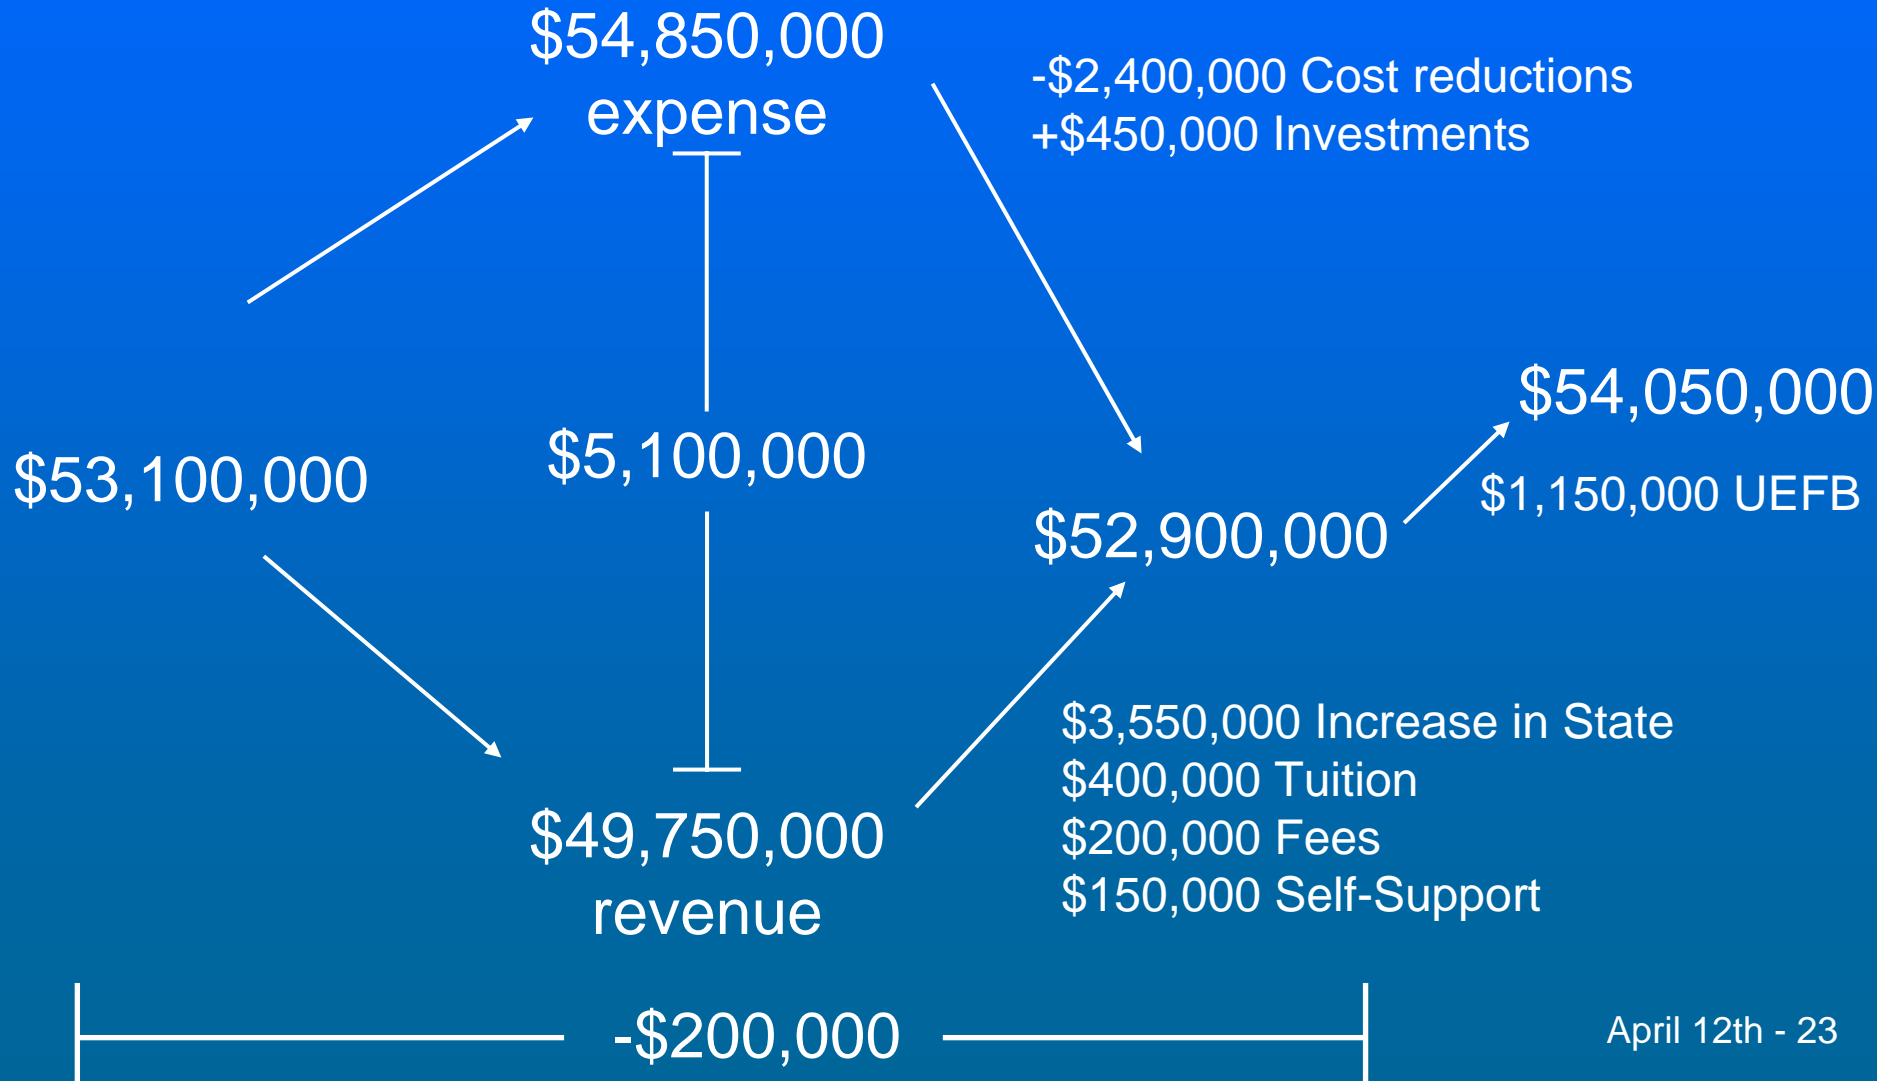 $54,850,000
expense
-$2,400,000 Cost reductions
+$450,000 Investments
$53,100,000
$5,100,000
$52,900,000
$54,050,000
$1,150,000 UEFB
$49,750,000
revenue
$3,550,000 Increase in State
$400,000 Tuition
$200,000 Fees
$150,000 Self-Support
-$200,000
April 12th - 23